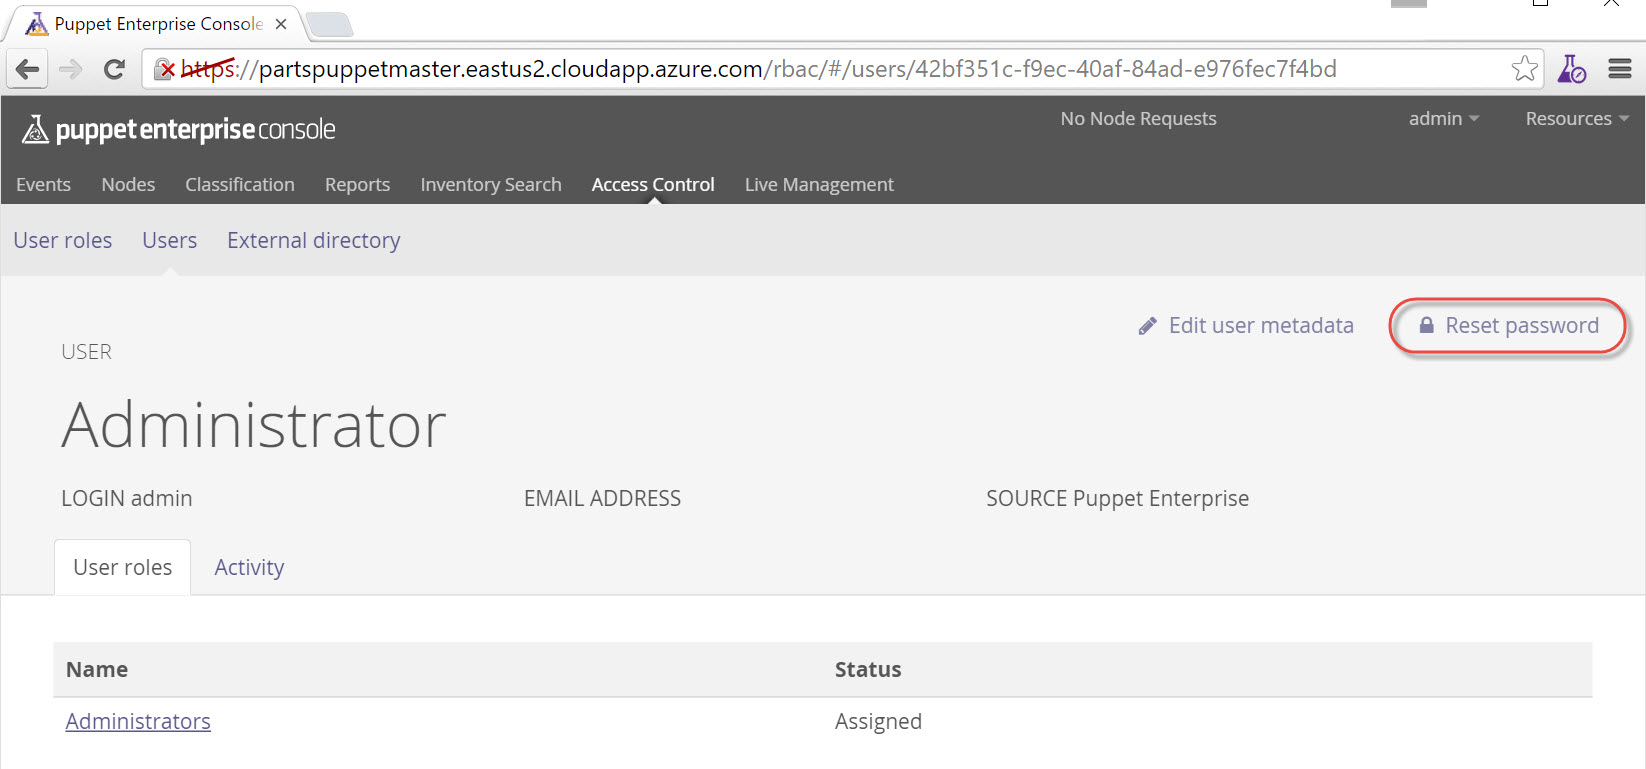 Puppet Enterprise Console
https://partspuppetmaster.eastus2.cloudapp.azure.com/rbac/#/users/42bf351c-f9ec-40af-84ad-e976fec7f4bd
puppet enterprise console No Node Requests admin Resources
Events Nodes Classification Reports Inventory Search Access Control Live Management
User roles Users External directory
Edit user metadata Reset password
USER
Administrator
LOGIN admin EMAIL ADDRESS SOURCE Puppet Enterprise
User roles Activity
Name Status
Administrators Assigned